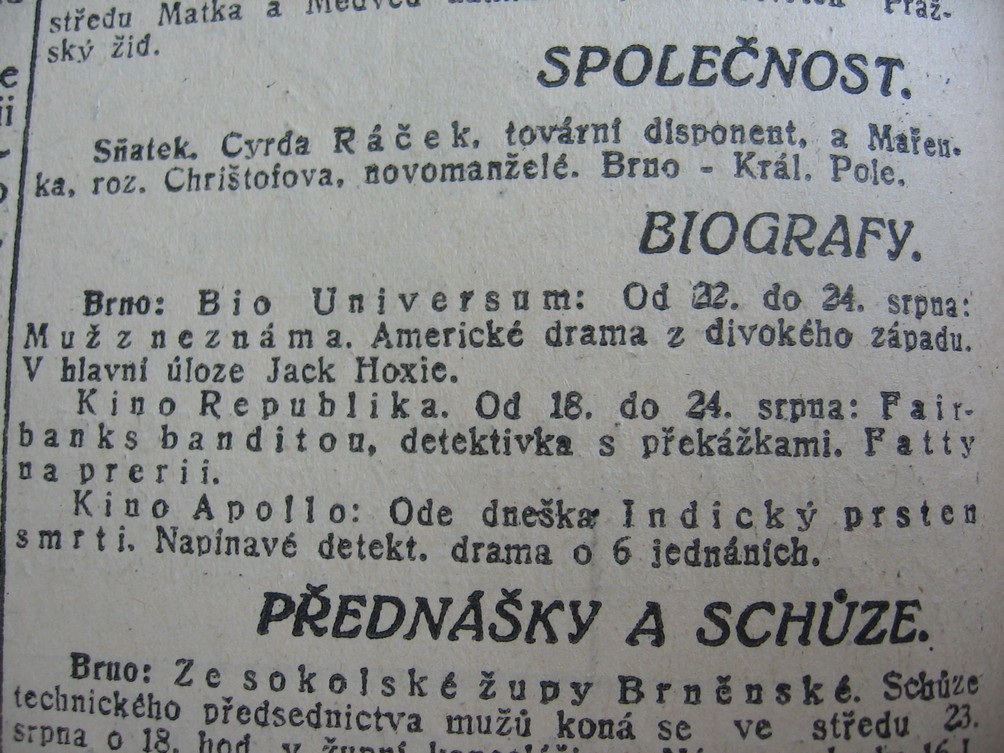 středu Matka a Medvěd
ský žid.
SPOLEČNOST.
Sňatek. Cyrda Ráček, tovární disponent, a Mařen-
ka, roz. Chrištofova, novomanželé. Brno - Král. Pole.
BIOGRAFY.
Brno: Bio Universum: Od 22. do 24. srpna:
Muž z neznáma. Americké drama z divokého západu.
V hlavní úloze Jack Hoxie.
Kino Republika. Od 18. do 24. srpna: Fair-
banks banditou, detektivka s překážkami. Fatty
na prerii.
Kino Apollo: Ode dneška Indický prsten
smrti. Napínavé detekt. drama o 6 jednáních.
PŘEDNÁŠKY A SCHŮZE.
Brno: Ze sokolské župy Brněnské. Schůze
technického předsednictva mužů koná se ve středu 23.
srpna o 18. hod. v župní